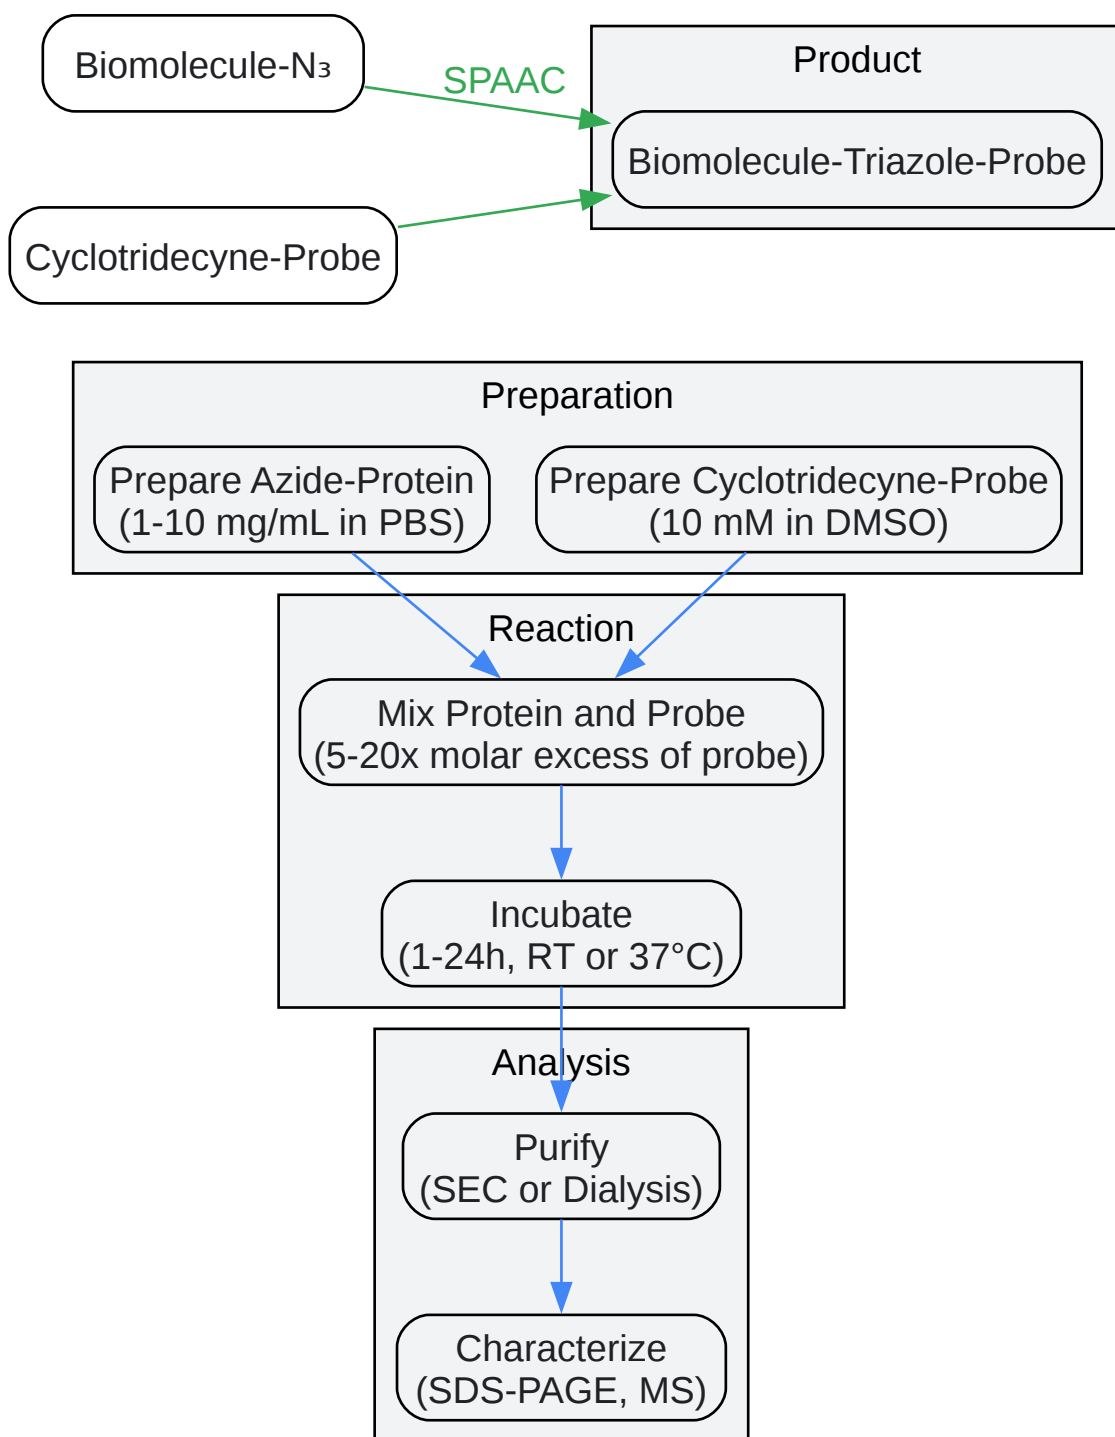 Biomolecule-N₃
SPAAC
Product
Biomolecule-Triazole-Probe
Cyclotridecyne-Probe
Preparation
Prepare Azide-Protein
(1-10 mg/mL in PBS)
Prepare Cyclotridecyne-Probe
(10 mM in DMSO)
Reaction
Mix Protein and Probe
(5-20x molar excess of probe)
Incubate
(1-24h, RT or 37°C)
Analysis
Purify
(SEC or Dialysis)
Characterize
(SDS-PAGE, MS)